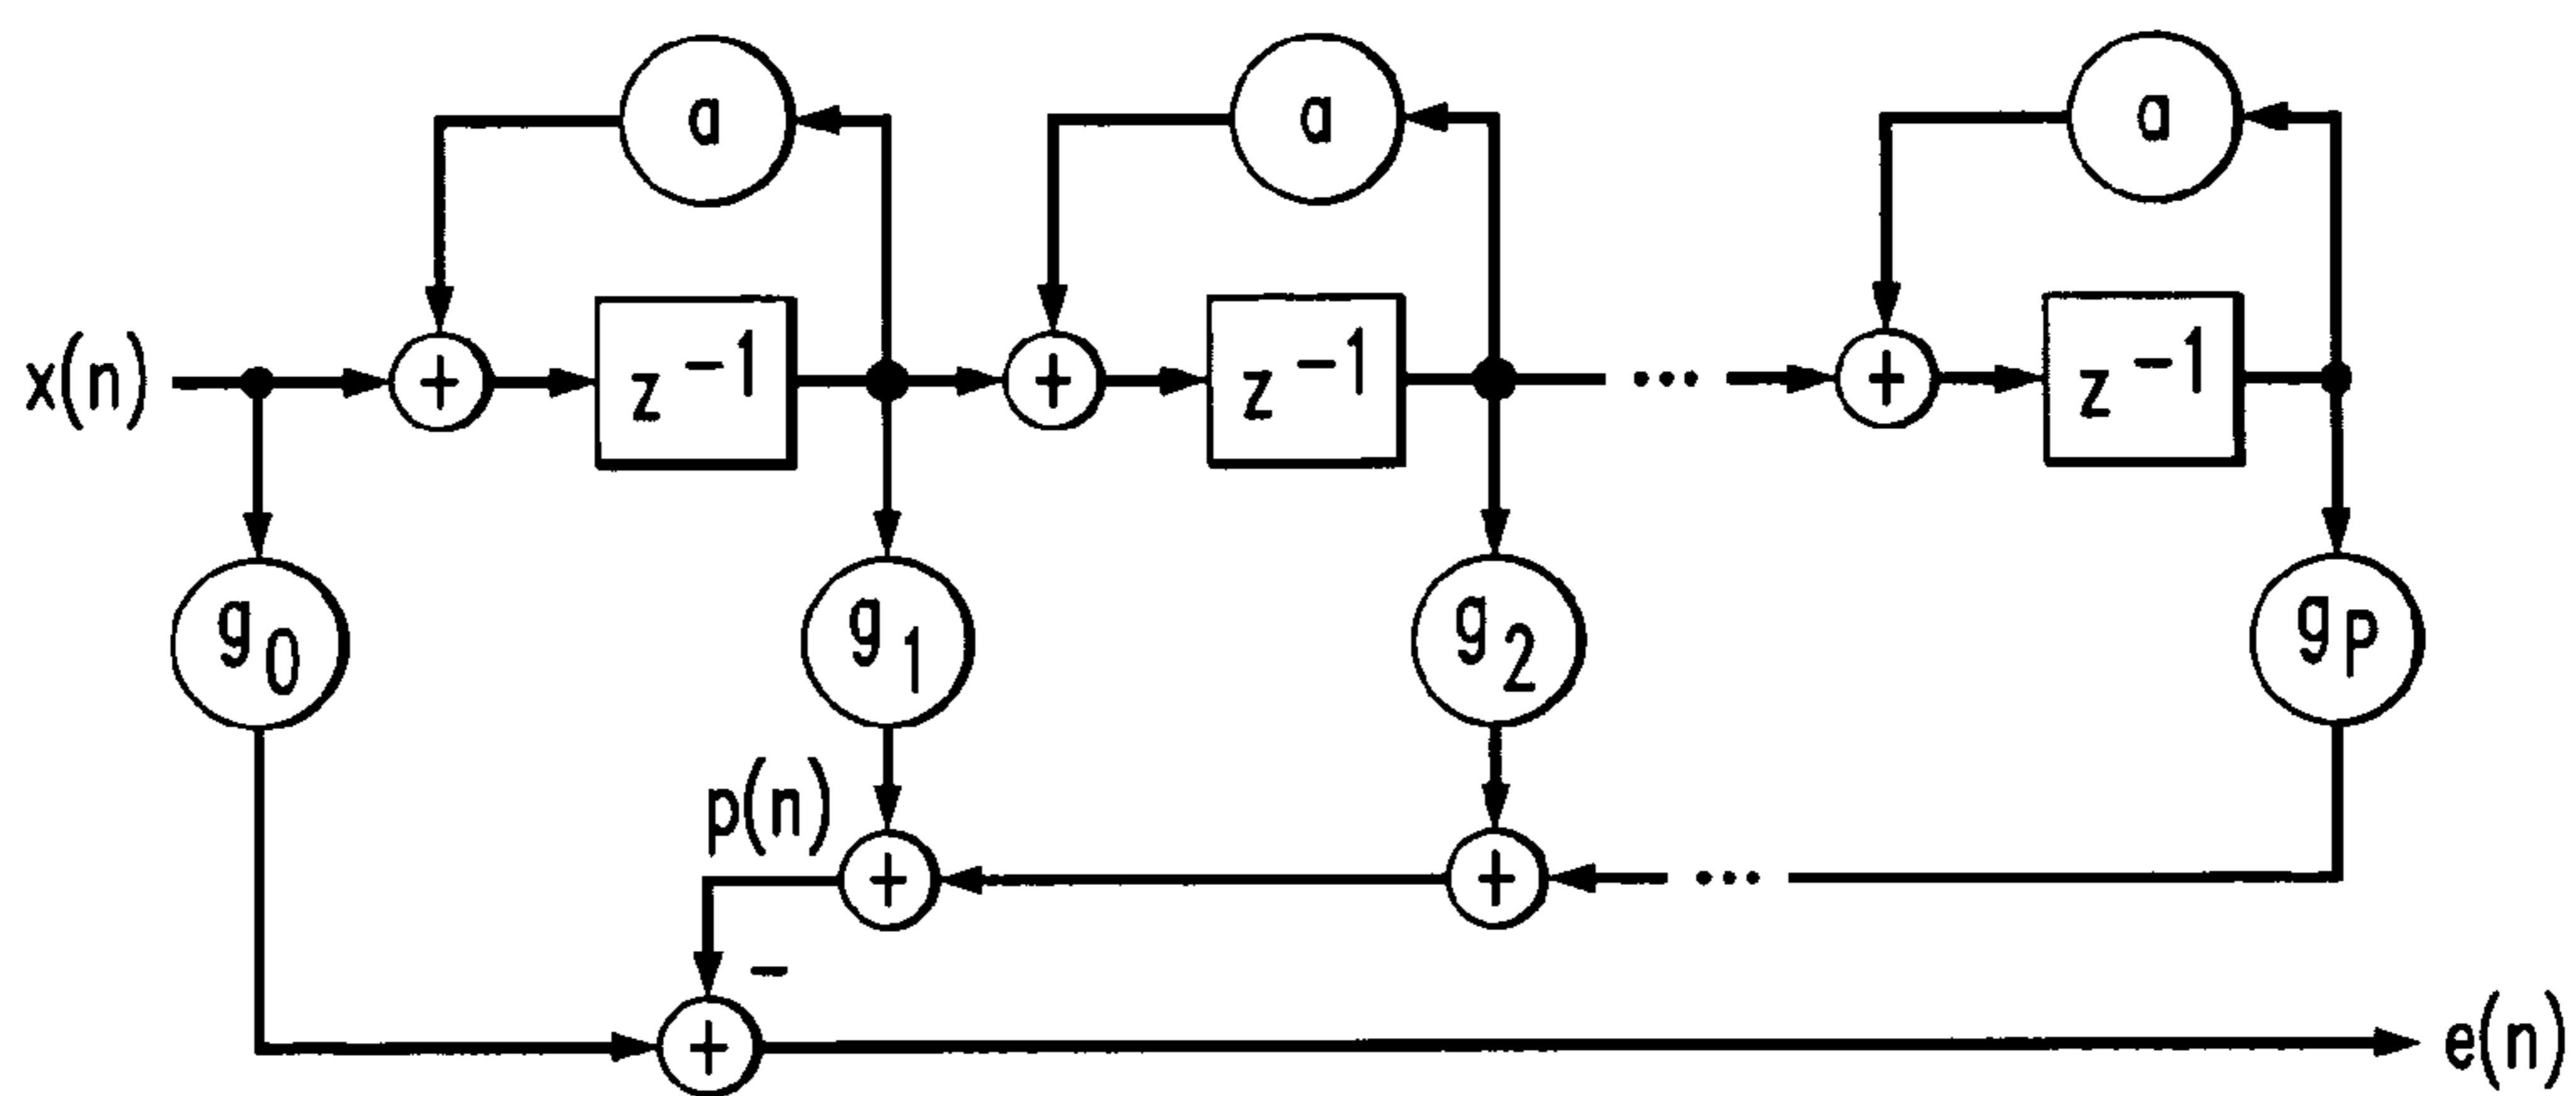 a a a
x(n) + z⁻¹ + z⁻¹ ... + z⁻¹
g₀ g₁ g₂ gₚ
p(n) + + ...
−
+ e(n)